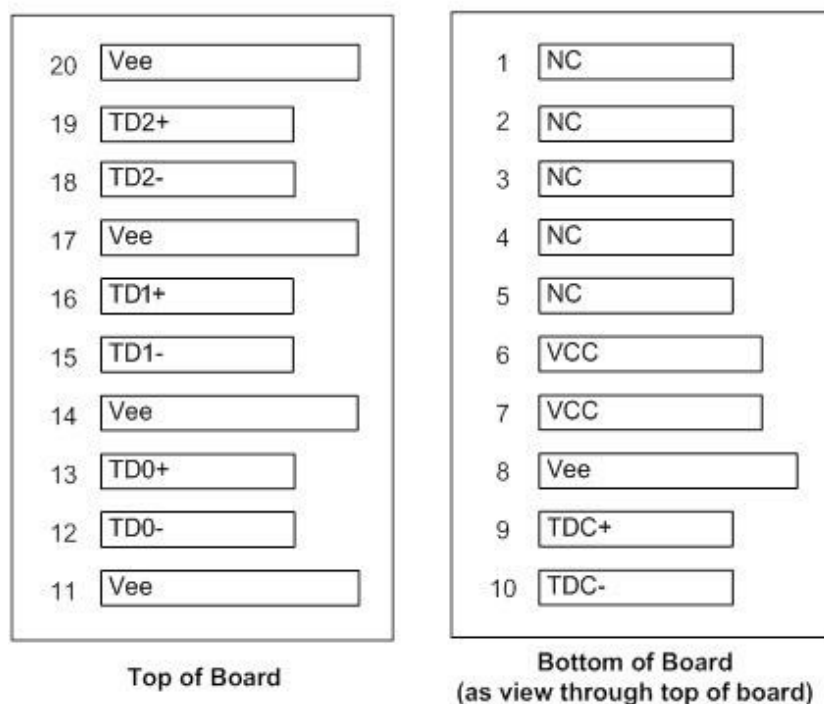 20 Vee
19 TD2+
18 TD2-
17 Vee
16 TD1+
15 TD1-
14 Vee
13 TD0+
12 TD0-
11 Vee
Top of Board
1 NC
2 NC
3 NC
4 NC
5 NC
6 VCC
7 VCC
8 Vee
9 TDC+
10 TDC-
Bottom of Board
(as view through top of board)